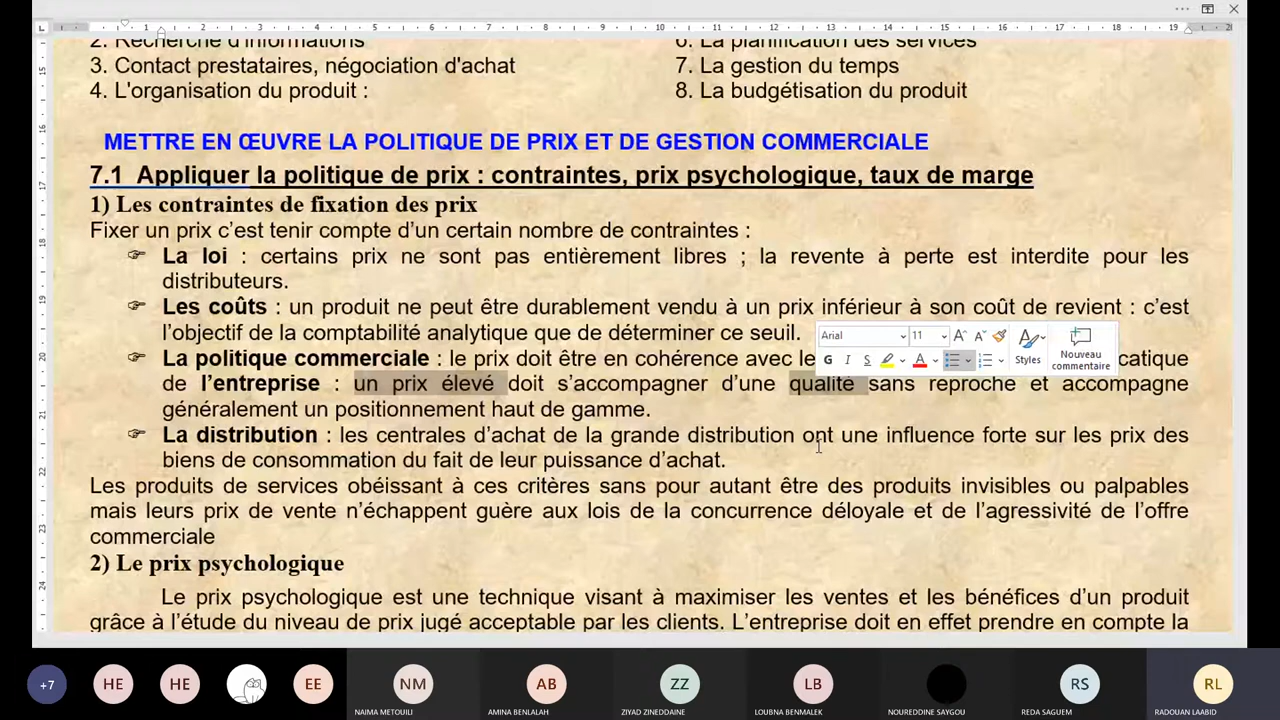 2. Recherche d'informations
6. La planification des services
3. Contact prestataires, négociation d'achat
7. La gestion du temps
4. L'organisation du produit :
8. La budgétisation du produit
METTRE EN ŒUVRE LA POLITIQUE DE PRIX ET DE GESTION COMMERCIALE
7.1 Appliquer la politique de prix : contraintes, prix psychologique, taux de marge
1) Les contraintes de fixation des prix
Fixer un prix c’est tenir compte d’un certain nombre de contraintes :
La loi : certains prix ne sont pas entièrement libres ; la revente à perte est interdite pour les
distributeurs.
Les coûts : un produit ne peut être durablement vendu à un prix inférieur à son coût de revient : c’est
l’objectif de la comptabilité analytique que de déterminer ce seuil.
Arial 11
G I S
Styles
Nouveau
commentaire
La politique commerciale : le prix doit être en cohérence avec le catique
de l’entreprise : un prix élevé doit s’accompagner d’une qualité sans reproche et accompagne
généralement un positionnement haut de gamme.
La distribution : les centrales d’achat de la grande distribution ont une influence forte sur les prix des
biens de consommation du fait de leur puissance d’achat.
Les produits de services obéissant à ces critères sans pour autant être des produits invisibles ou palpables
mais leurs prix de vente n’échappent guère aux lois de la concurrence déloyale et de l’agressivité de l’offre
commerciale
2) Le prix psychologique
Le prix psychologique est une technique visant à maximiser les ventes et les bénéfices d’un produit
grâce à l’étude du niveau de prix jugé acceptable par les clients. L’entreprise doit en effet prendre en compte la
+7
HE
HE
EE
NM
AB
ZZ
LB
RS
RL
NAIMA METOUILI
AMINA BENLALAH
ZIYAD ZINEDDAINE
LOUBNA BENMALEK
NOUREDDINE SAYGOU
REDA SAGUEM
RADOUAN LAABID